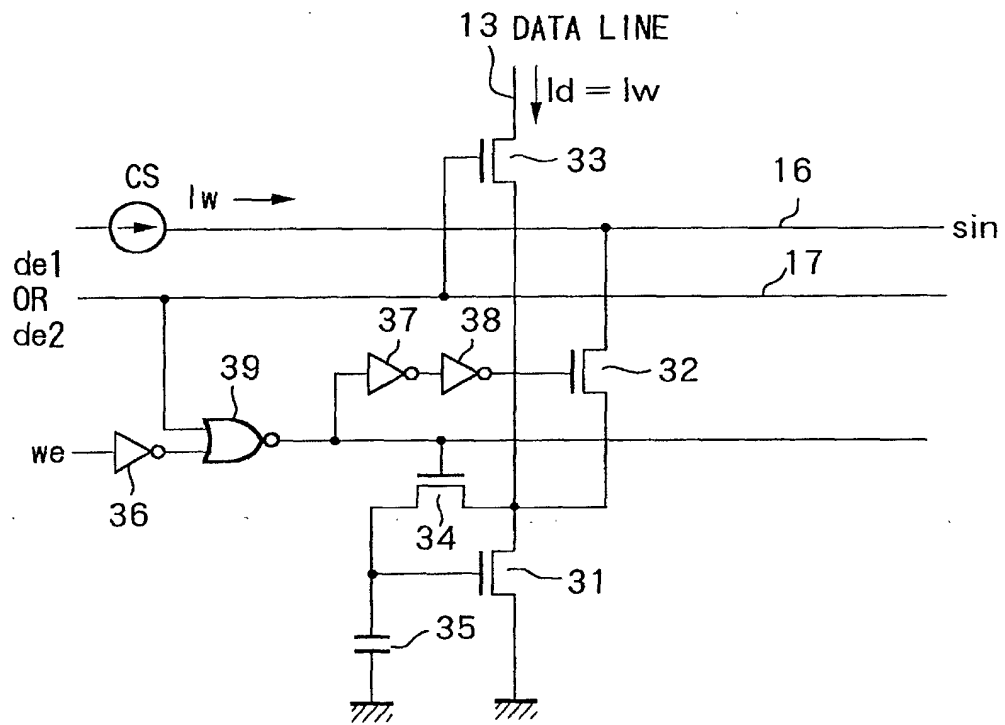 13 DATA LINE
Id = Iw
33
CS
Iw
16
sin
de1
OR
de2
17
37
38
32
39
we
36
34
31
35